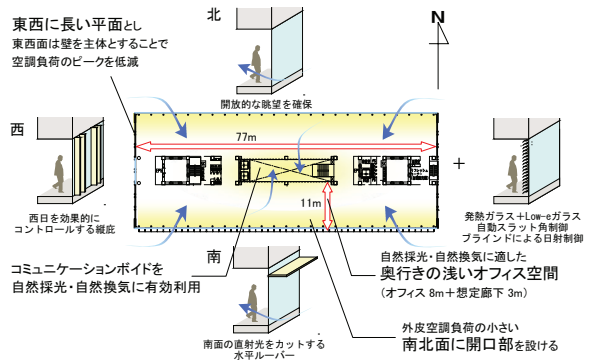 東西に長い平面とし
東西面は壁を主体とすることで
空調負荷のピークを低減
北
開放的な眺望を確保
N
西
西日を効果的に
コントロールする縦庇
77m
11m
+
発熱ガラス+Low-eガラス
自動スラット角制御
ブラインドによる日射制御
コミュニケーションボイドを
自然採光・自然換気に有効利用
南
南面の直射光をカットする
水平ルーバー
自然採光・自然換気に適した
奥行きの浅いオフィス空間
(オフィス 8m+想定廊下 3m)
外皮空調負荷の小さい
南北面に開口部を設ける